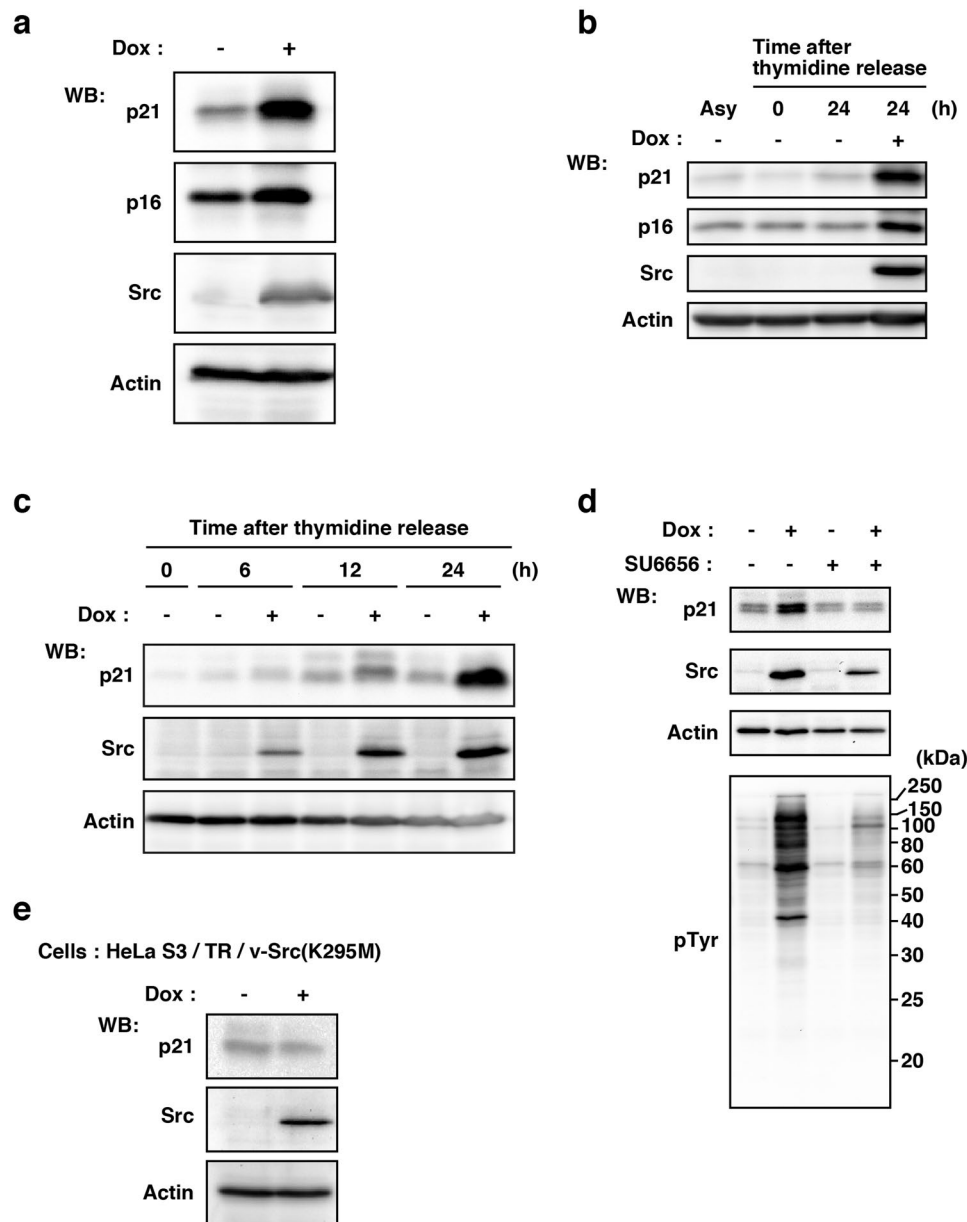 a
Dox : - +
WB:
p21
p16
Src
Actin
b
Time after
thymidine release
Asy 0 24 24 (h)
Dox : - - - +
WB:
p21
p16
Src
Actin
c
Time after thymidine release
0 6 12 24 (h)
Dox : - - + - + - +
WB:
p21
Src
Actin
d
Dox : - + - +
SU6656 : - - + +
WB:
p21
Src
Actin
(kDa)
250
150
100
80
60
50
40
pTyr
30
25
20
e
Cells : HeLa S3 / TR / v-Src(K295M)
Dox : - +
WB:
p21
Src
Actin